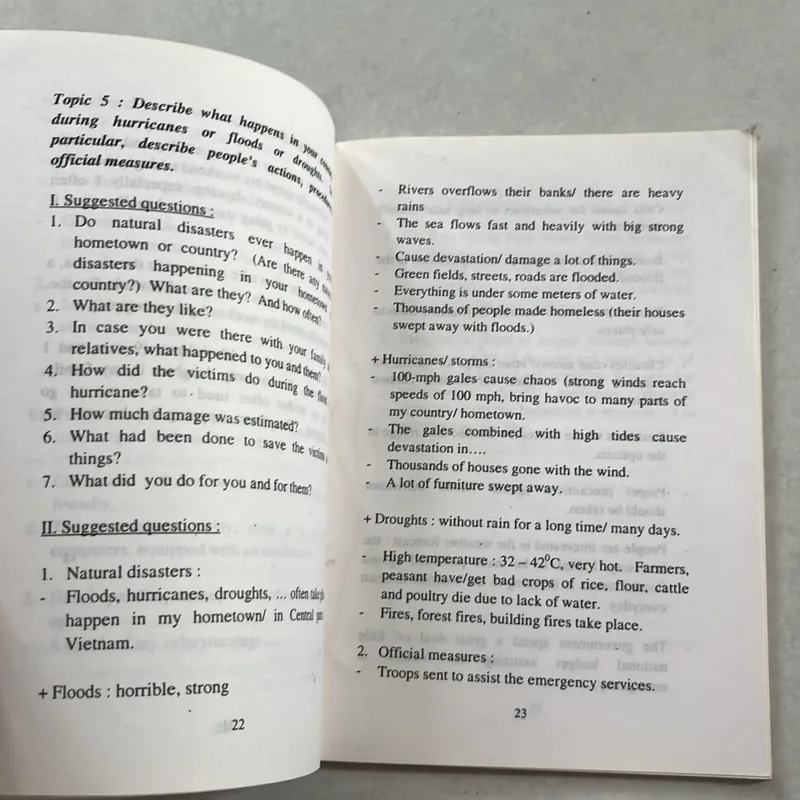 Topic 5 : Describe what happens in your
during hurricanes or floods or droughts,
particular, describe people's actions,
official measures.
I. Suggested questions :
1. Do natural disasters ever happen in
hometown or country? (Are there any
disasters happening in your hometown
country?) What are they? And how often?
2. What are they like?
3. In case you were there with your family
relatives, what happened to you and them?
4. How did the victims do during the
hurricane?
5. How much damage was estimated?
6. What had been done to save the victims
things?
7. What did you do for you and for them?
II. Suggested questions :
1. Natural disasters :
- Floods, hurricanes, droughts, ... often take
happen in my hometown/ in Central
Vietnam.
+ Floods : horrible, strong
22
- Rivers overflows their banks/ there are heavy
rains
- The sea flows fast and heavily with big strong
waves.
- Cause devastation/ damage a lot of things.
- Green fields, streets, roads are flooded.
- Everything is under some meters of water.
- Thousands of people made homeless (their houses
swept away with floods.)
+ Hurricanes/ storms :
- 100-mph gales cause chaos (strong winds reach
speeds of 100 mph, bring havoc to many parts of
my country/ hometown.
- The gales combined with high tides cause
devastation in….
- Thousands of houses gone with the wind.
- A lot of furniture swept away.
+ Droughts : without rain for a long time/ many days.
- High temperature : 32 – 42⁰C, very hot. Farmers,
peasant have/get bad crops of rice, flour, cattle
and poultry die due to lack of water.
- Fires, forest fires, building fires take place.
2. Official measures :
- Troops sent to assist the emergency services.
23